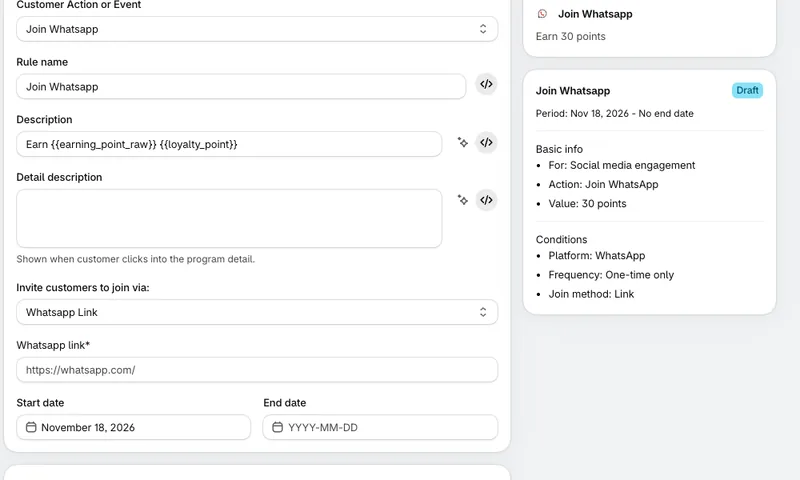 Customer Action or Event
Join Whatsapp
Rule name
Join Whatsapp
</>
Description
Earn {{earning_point_raw}} {{loyalty_point}}
</>
Detail description
</>
Shown when customer clicks into the program detail.
Invite customers to join via:
Whatsapp Link
Whatsapp link*
https://whatsapp.com/
Start date
End date
November 18, 2026
YYYY-MM-DD
Join Whatsapp
Earn 30 points
Join Whatsapp
Draft
Period: Nov 18, 2026 - No end date
Basic info
• For: Social media engagement
• Action: Join WhatsApp
• Value: 30 points
Conditions
• Platform: WhatsApp
• Frequency: One-time only
• Join method: Link